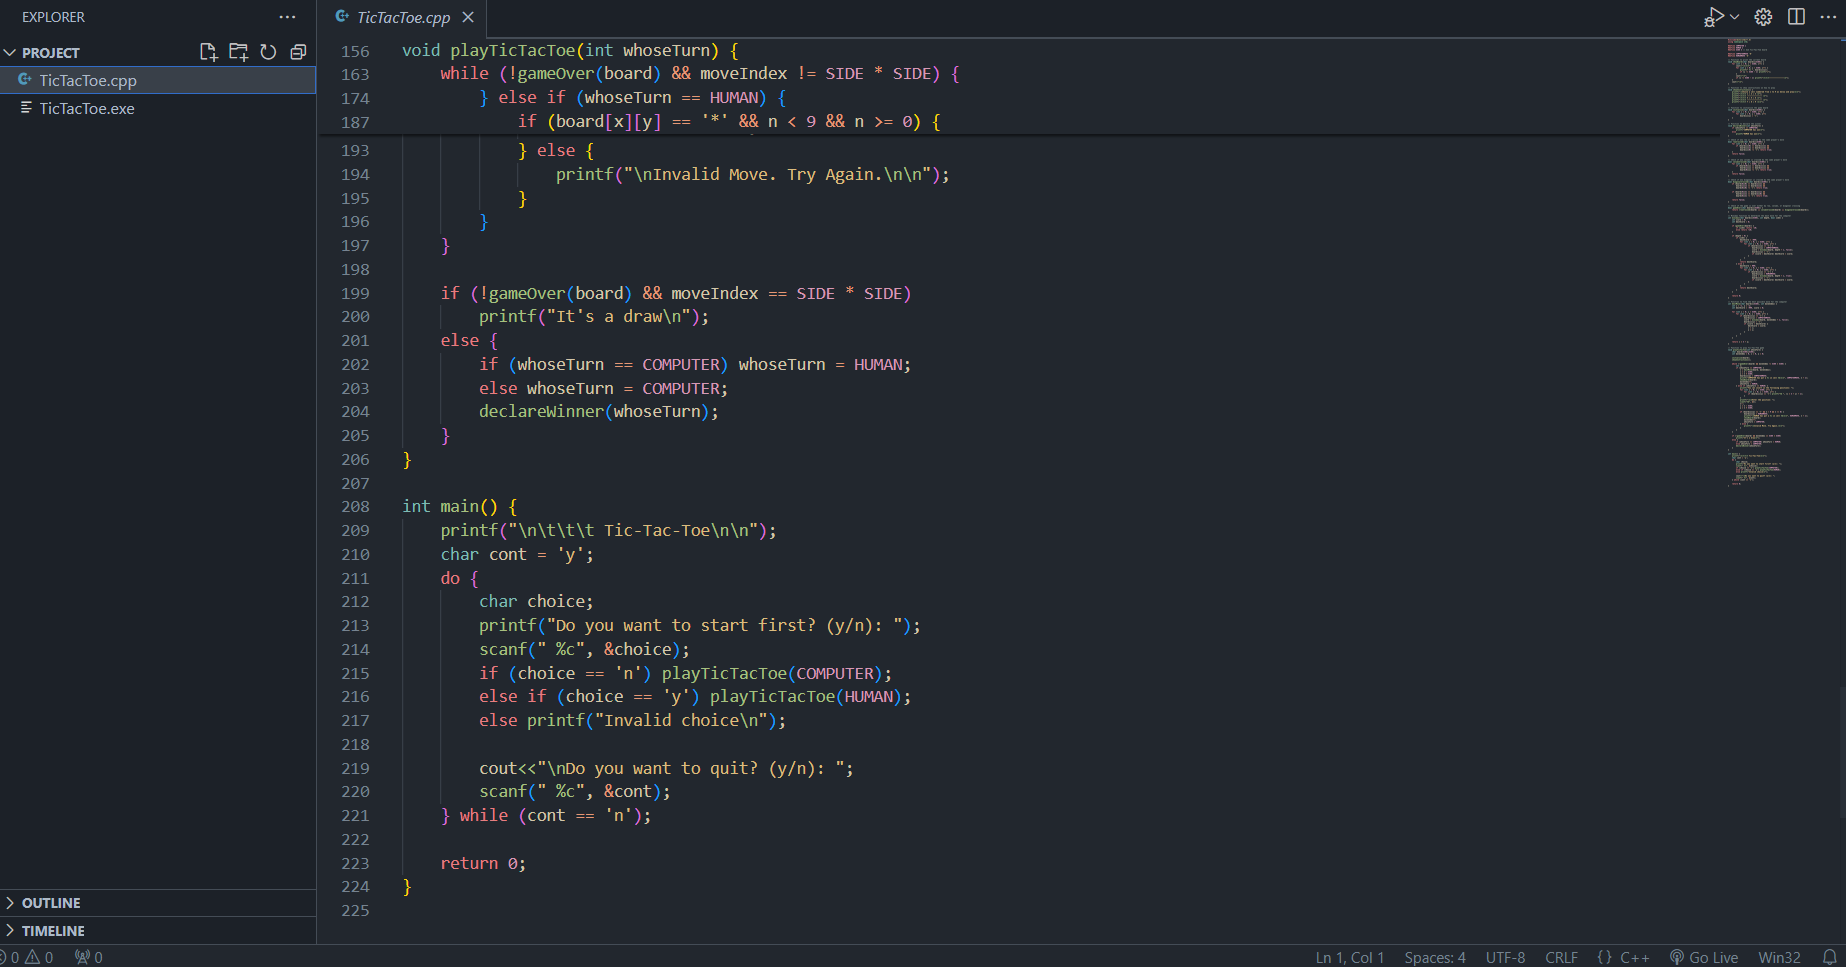 EXPLORER
PROJECT
TicTacToe.cpp
TicTacToe.exe
OUTLINE
TIMELINE
TicTacToe.cpp
156 void playTicTacToe(int whoseTurn) {
163 while (!gameOver(board) && moveIndex != SIDE * SIDE) {
174 } else if (whoseTurn == HUMAN) {
187 if (board[x][y] == '*' && n < 9 && n >= 0) {
193 } else {
194 printf("\nInvalid Move. Try Again.\n\n");
195 }
196 }
197 }
198
199 if (!gameOver(board) && moveIndex == SIDE * SIDE)
200 printf("It's a draw\n");
201 else {
202 if (whoseTurn == COMPUTER) whoseTurn = HUMAN;
203 else whoseTurn = COMPUTER;
204 declareWinner(whoseTurn);
205 }
206 }
207
208 int main() {
209 printf("\n\t\t\t Tic-Tac-Toe\n\n");
210 char cont = 'y';
211 do {
212 char choice;
213 printf("Do you want to start first? (y/n): ");
214 scanf(" %c", &choice);
215 if (choice == 'n') playTicTacToe(COMPUTER);
216 else if (choice == 'y') playTicTacToe(HUMAN);
217 else printf("Invalid choice\n");
218
219 cout<<"\nDo you want to quit? (y/n): ";
220 scanf(" %c", &cont);
221 } while (cont == 'n');
222
223 return 0;
224 }
225
0 0 0
Ln 1, Col 1 Spaces: 4 UTF-8 CRLF {} C++ Go Live Win32